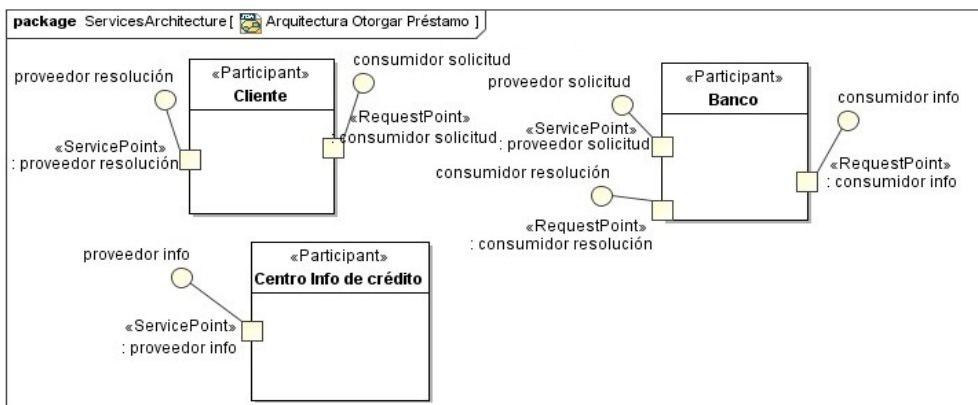 package ServicesArchitecture [ Arquitectura Otorgar Préstamo ]
proveedor resolución
«Participant»
Cliente
consumidor solicitud
«ServicePoint»
: proveedor resolución
«RequestPoint»
: consumidor solicitud
proveedor solicitud
«Participant»
Banco
consumidor info
«ServicePoint»
: proveedor solicitud
consumidor resolución
«RequestPoint»
: consumidor info
«RequestPoint»
: consumidor resolución
proveedor info
«Participant»
Centro Info de crédito
«ServicePoint»
: proveedor info